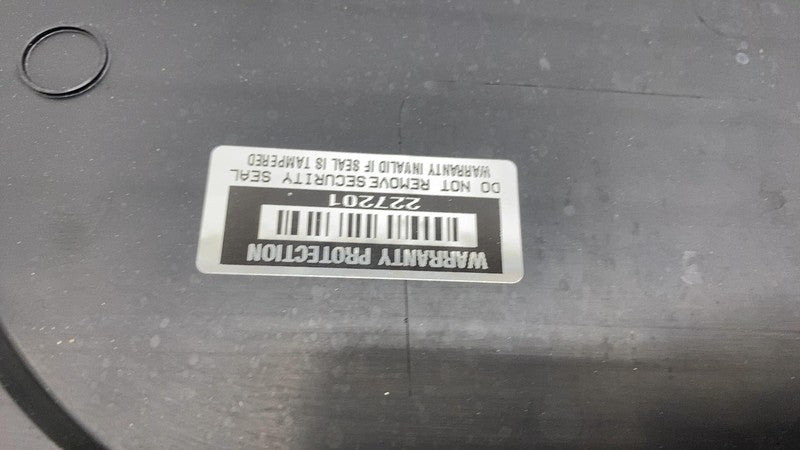 WARRANTY PROTECTION
227201
DO NOT REMOVE SECURITY SEAL
WARRANTY INVALID IF SEAL IS TAMPERED